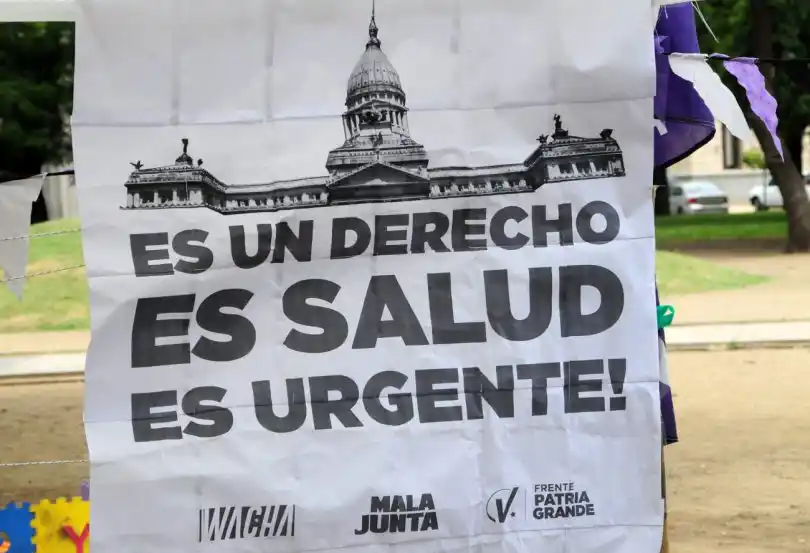 ES UN DERECHO
ES SALUD
ES URGENTE!
WACHA
MALA
JUNTA
V.
FRENTE
PATRIA
GRANDE
Y